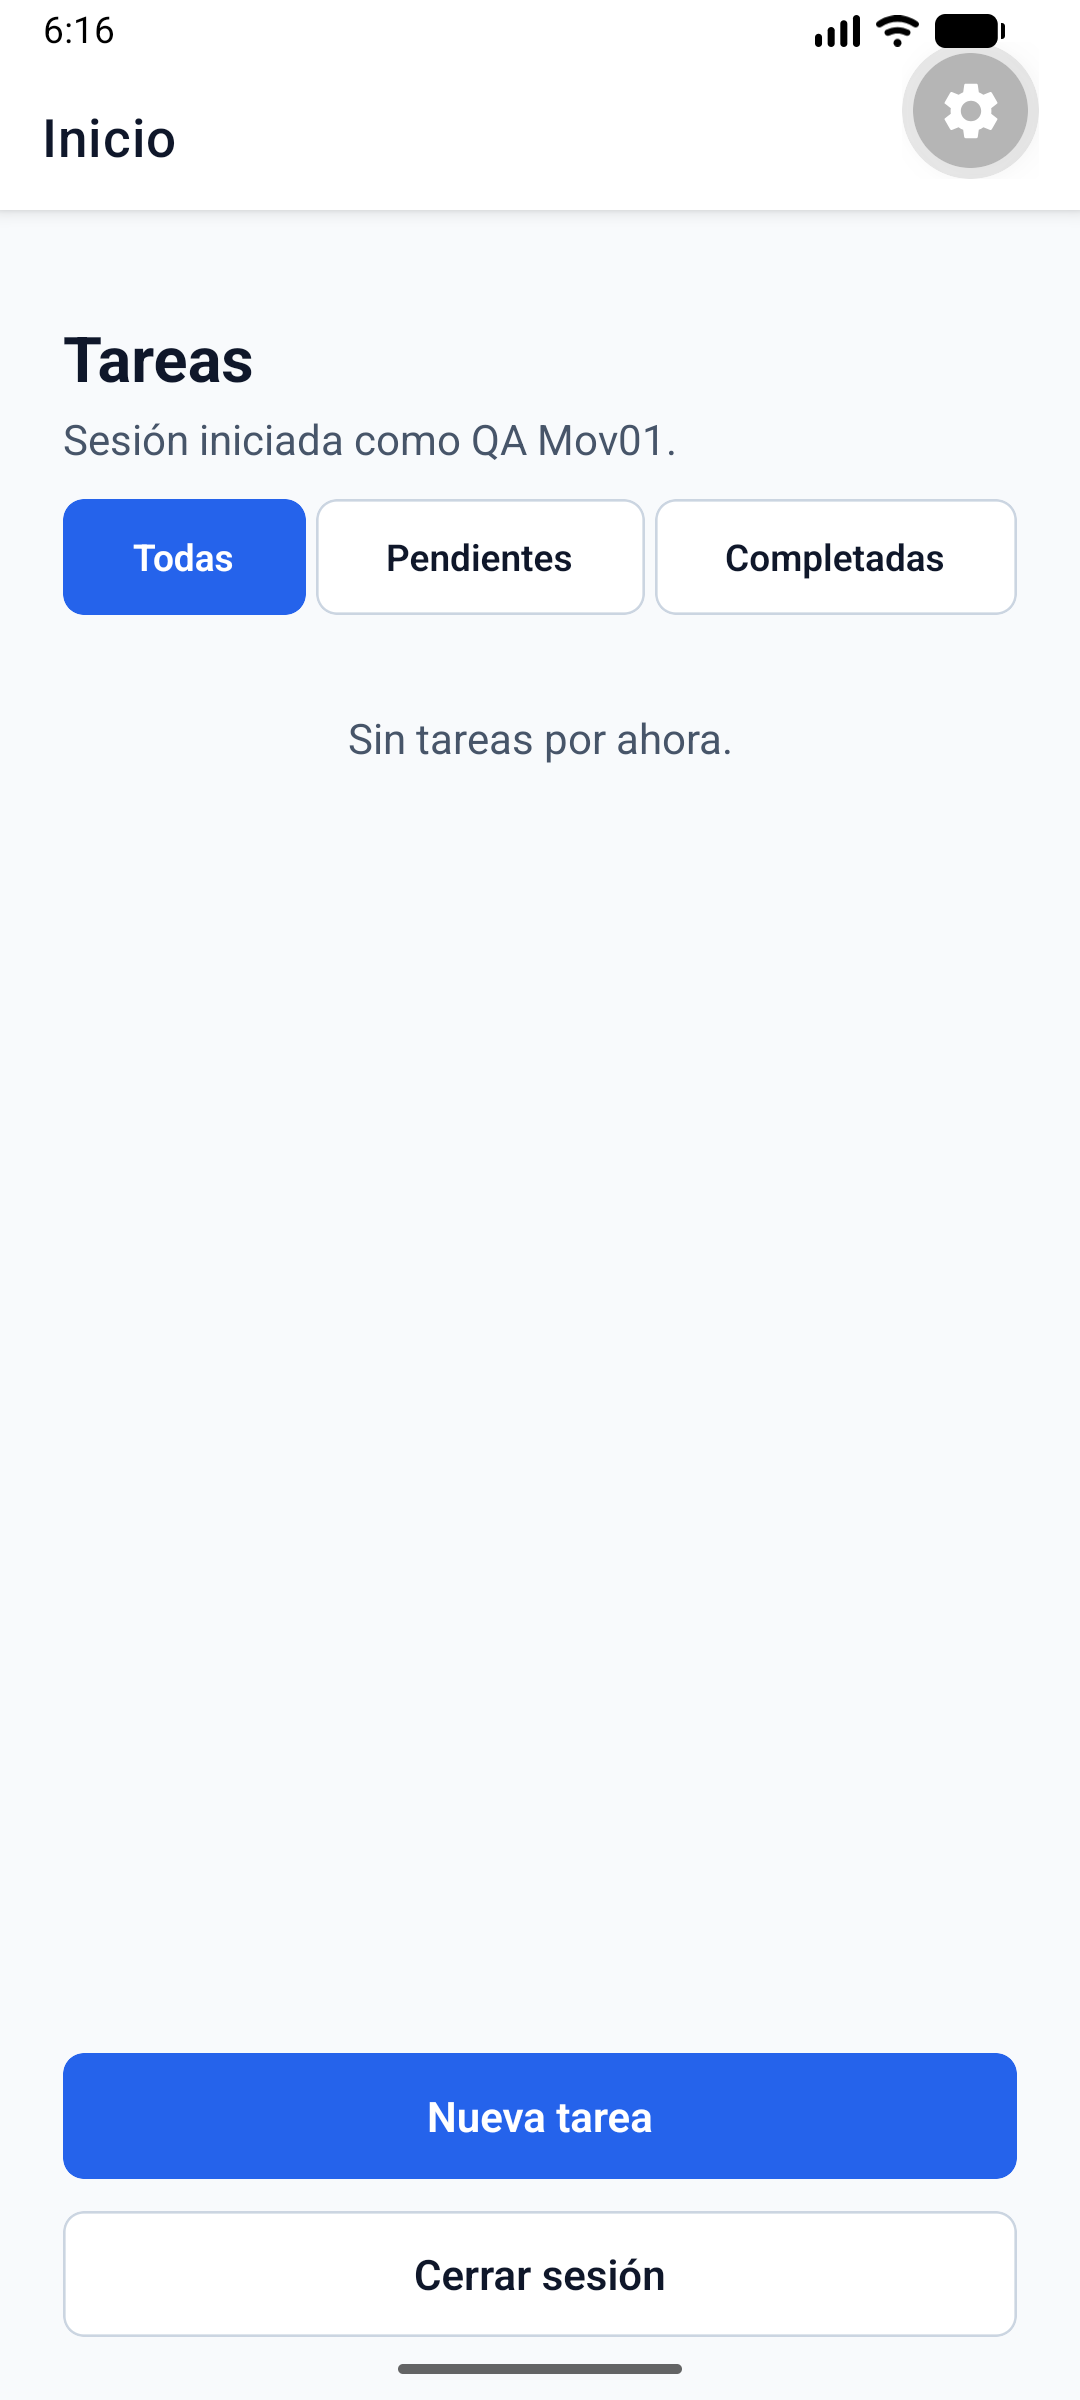 6:16
Inicio
Tareas
Sesión iniciada como QA Mov01.
Todas
Pendientes
Completadas
Sin tareas por ahora.
Nueva tarea
Cerrar sesión